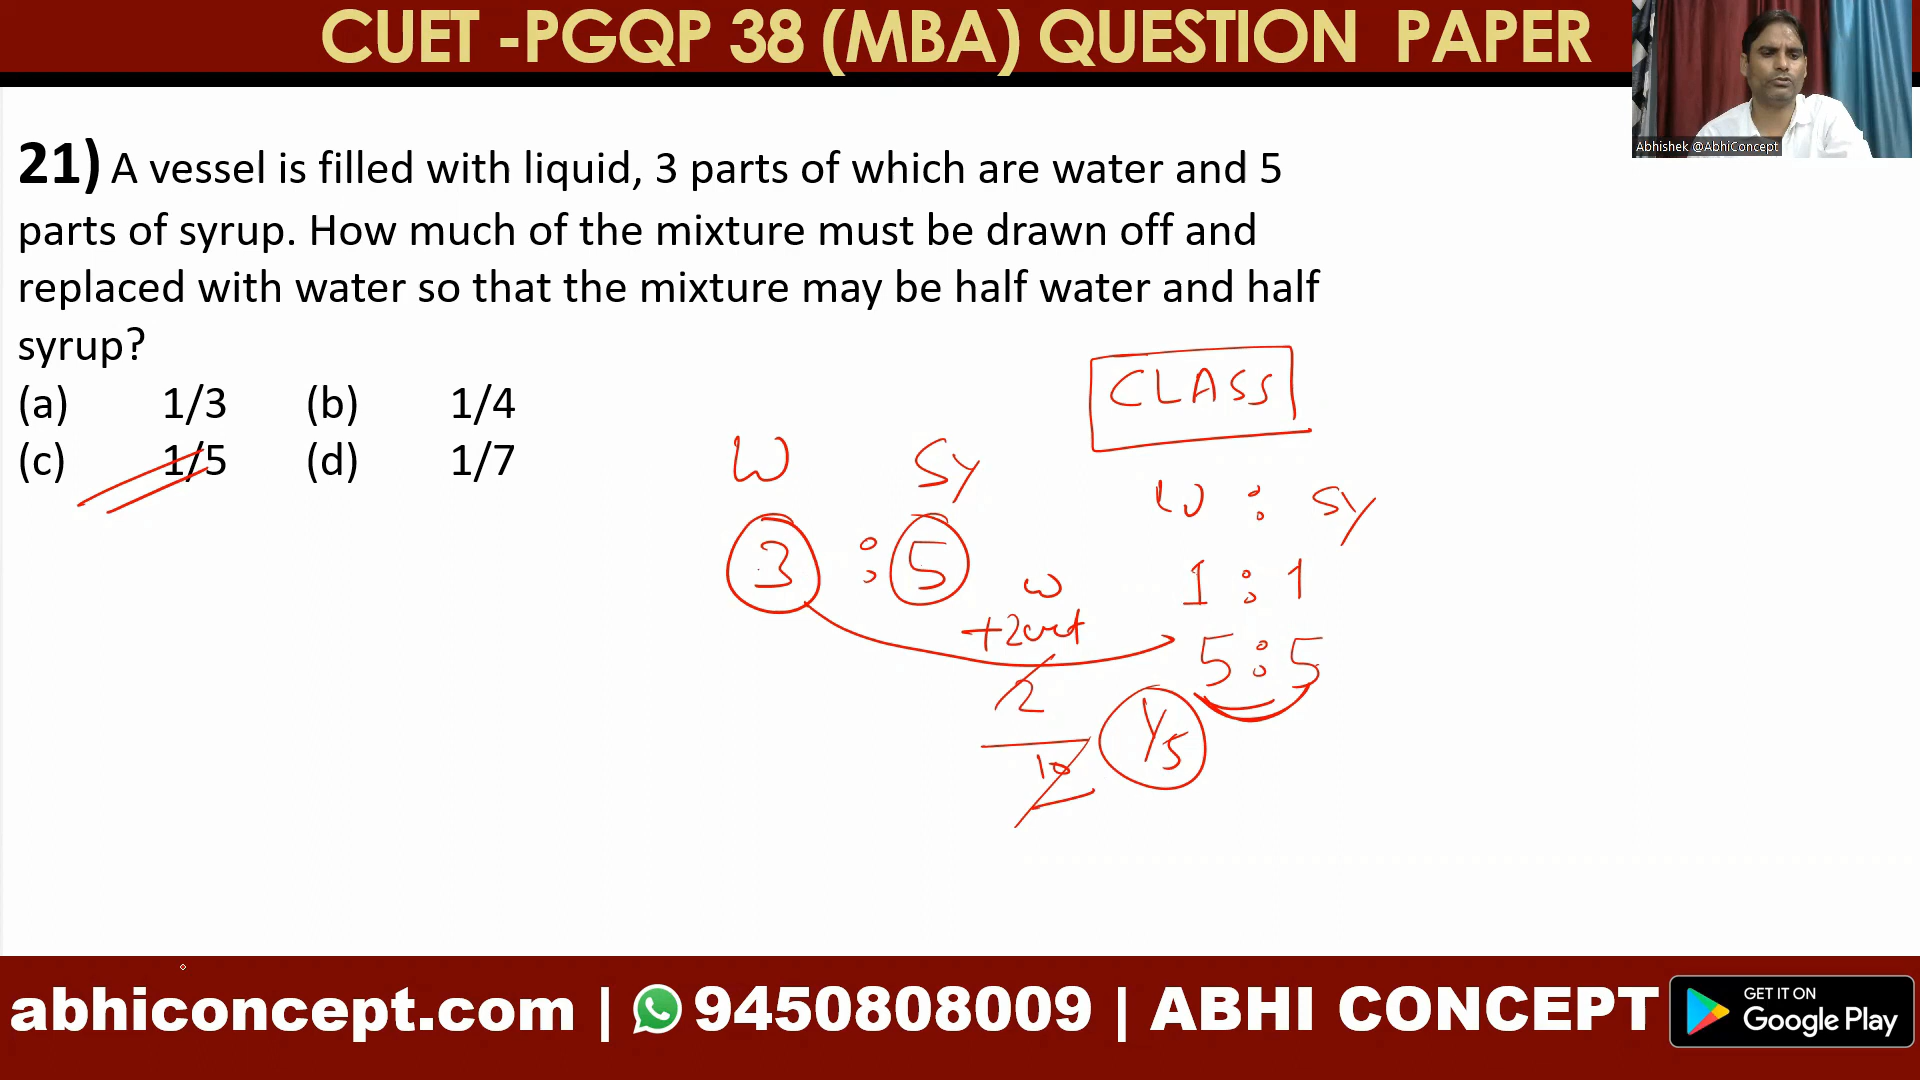 CUET -PGQP 38 (MBA) QUESTION PAPER
Abhishek @AbhiConcept
21) A vessel is filled with liquid, 3 parts of which are water and 5
parts of syrup. How much of the mixture must be drawn off and
replaced with water so that the mixture may be half water and half
syrup?
(a) 1/3 (b) 1/4
(c) 1/5 (d) 1/7
CLASS
W Sy
W : Sy
3 : 5
1 : 1
w
+2
5 : 5
2
10
1/5
abhiconcept.com | 9450808009 | ABHI CONCEPT
GET IT ON
Google Play